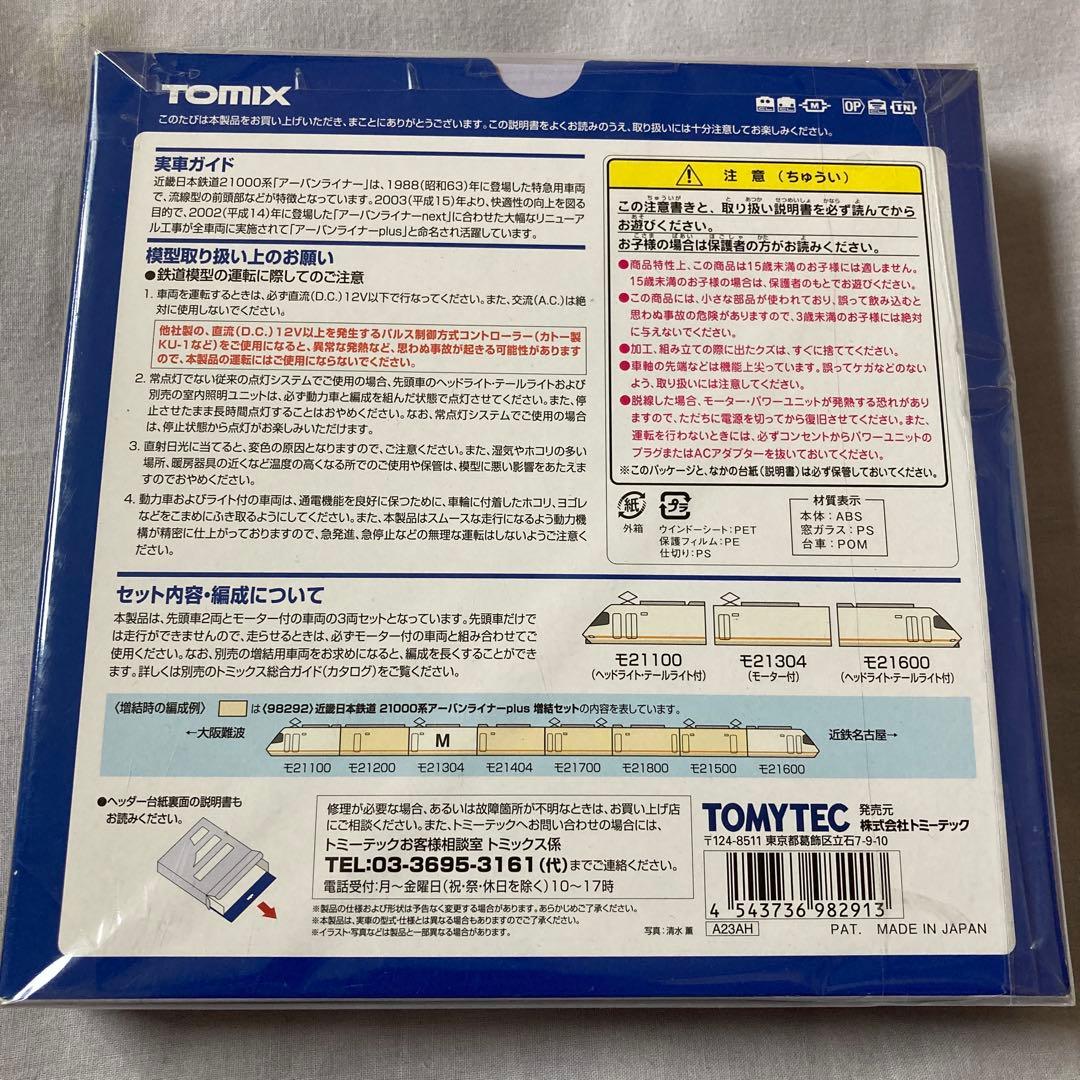 TOMIX
M OP TN
このたびは本製品をお買い上げいただき、まことにありがとうございます。この説明書をよくお読みのうえ、取り扱いには十分注意してお楽しみください。
実車ガイド
近畿日本鉄道21000系「アーバンライナー」は、1988(昭和63)年に登場した特急用車両
で、流線型の前頭部などが特徴となっています。2003(平成15)年より、快適性の向上を図る
目的で、2002(平成14)年に登場した「アーバンライナーnext」に合わせた大幅なリニューア
ル工事が全車両に実施されて「アーバンライナーplus」と命名され活躍しています。
模型取り扱い上のお願い
●鉄道模型の運転に際してのご注意
1. 車両を運転するときは、必ず直流(D.C.)12V以下で行なってください。また、交流(A.C.)は絶
対に使用しないでください。
他社製の、直流(D.C.)12V以上を発生するパルス制御方式コントローラー(カトー製
KU-1など)をご使用になると、異常な発熱など、思わぬ事故が起きる可能性があります
ので、本製品の運転にはご使用にならないでください。
2. 常点灯でない従来の点灯システムでご使用の場合、先頭車のヘッドライト・テールライトおよび
別売の室内照明ユニットは、必ず動力車と編成を組んだ状態で点灯させてください。また、停
止させたまま長時間点灯することはおやめください。なお、常点灯システムでご使用の場合
は、停止状態から点灯がお楽しみいただけます。
3. 直射日光に当てると、変色の原因となりますので、ご注意ください。また、湿気やホコリの多い
場所、暖房器具の近くなど温度の高くなる所でのご使用や保管は、模型に悪い影響をあたえま
すのでおやめください。
4. 動力車およびライト付の車両は、通電機能を良好に保つために、車輪に付着したホコリ、ヨゴレ
などをこまめにふき取るようにしてください。また、本製品はスムースな走行になるよう動力機
構が精密に仕上がっておりますので、急発進、急停止などの無理な運転はしないようご注意く
ださい。
注意(ちゅうい)
この注意書きと、取り扱い説明書を必ず読んでから
お遊びください。
お子様の場合は保護者の方がお読みください。
●商品特性上、この商品は15歳未満のお子様には適しません。
15歳未満のお子様の場合は、保護者のもとでお遊びください。
●この商品には、小さな部品が使われており、誤って飲み込むと
思わぬ事故の危険がありますので、3歳未満のお子様には絶対
に与えないでください。
●加工、組み立ての際に出たクズは、すぐに捨ててください。
●車軸の先端などは機能上尖っています。誤ってケガなどのない
よう、取り扱いには注意してください。
●脱線した場合、モーター・パワーユニットが発熱する恐れがあり
ますので、ただちに電源を切ってから復旧させてください。また、
運転を行わないときには、必ずコンセントからパワーユニットの
プラグまたはACアダプターを抜いておいてください。
※このパッケージと、なかの台紙(説明書)は必ず保管しておいてください。
紙
外箱
プラ
ウインドーシート:PET
保護フィルム:PE
仕切り:PS
材質表示
本体:ABS
窓ガラス:PS
台車:POM
セット内容・編成について
本製品は、先頭車2両とモーター付の車両の3両セットとなっています。先頭車だけで
は走行ができませんので、走らせるときは、必ずモーター付の車両と組み合わせてご
使用ください。なお、別売の増結用車両をお求めになると、編成を長くすることができ
ます。詳しくは別売のトミックス総合ガイド(カタログ)をご覧ください。
モ21100
(ヘッドライト・テールライト付)
モ21304
(モーター付)
モ21600
(ヘッドライト・テールライト付)
〈増結時の編成例〉 は〈98292〉近畿日本鉄道 21000系アーバンライナーplus 増結セットの内容を表しています。
←大阪難波
近鉄名古屋→
M
モ21100 モ21200 モ21304 モ21404 モ21700 モ21800 モ21500 モ21600
●ヘッダー台紙裏面の説明書も
お読みください。
修理が必要な場合、あるいは故障箇所が不明なときは、お買い上げ店
にご相談ください。また、トミーテックへお問い合わせの場合には、
トミーテックお客様相談室 トミックス係
TEL:03-3695-3161(代)までご連絡ください。
電話受付:月〜金曜日(祝・祭・休日を除く)10〜17時
※製品の仕様および形状は予告なく変更する場合があります。あらかじめご了承ください。
※本製品は、実車の型式・仕様とは異なる場合もありますのでご了承ください。
※イラスト・写真などは製品と一部異なる場合があります。
写真:清水 薫
TOMYTEC
発売元
株式会社トミーテック
〒124-8511 東京都葛飾区立石7-9-10
4 543736 982913
A23AH
PAT. MADE IN JAPAN